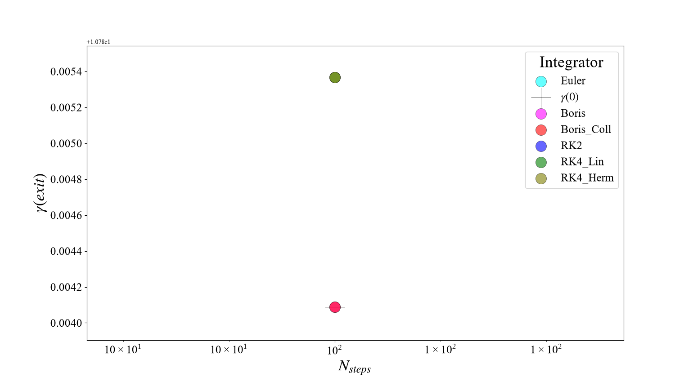 +1.078e1
0.0054
0.0052
0.0050
0.0048
0.0046
0.0044
0.0042
0.0040
γ(exit)
10 × 10¹
10 × 10¹
10²
1 × 10²
1 × 10²
N_steps
Integrator
Euler
γ(0)
Boris
Boris_Coll
RK2
RK4_Lin
RK4_Herm